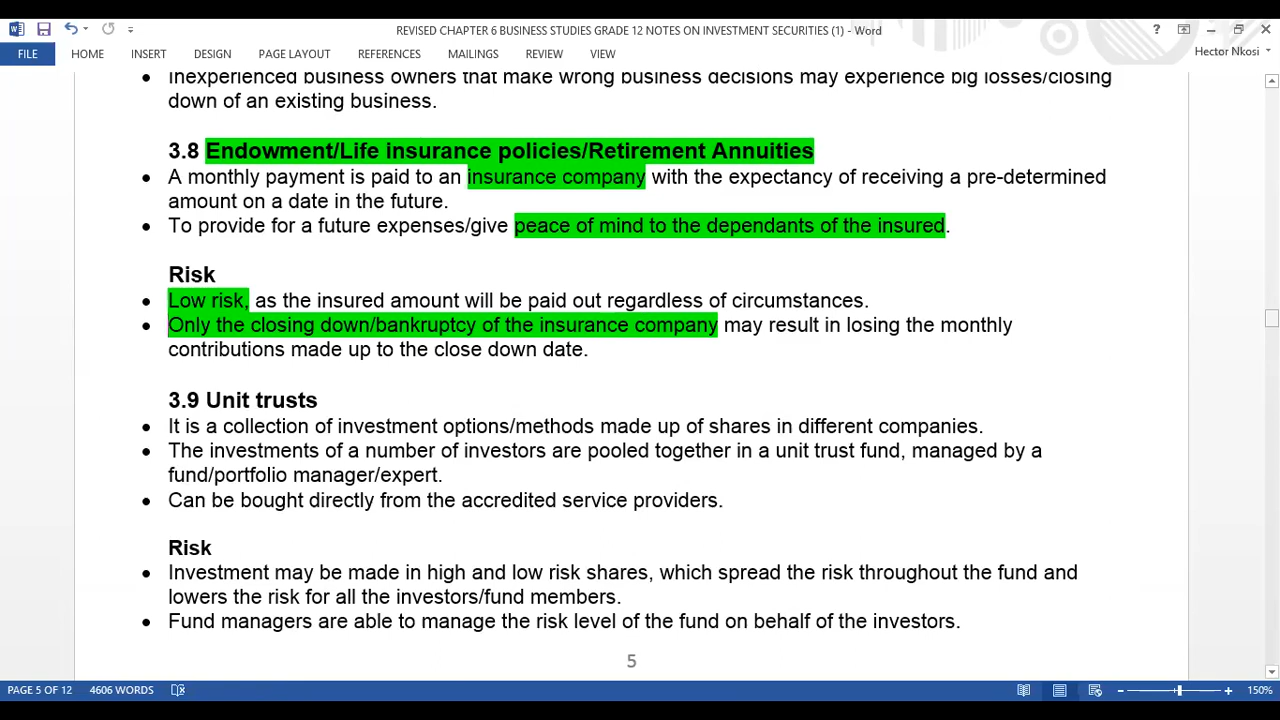 REVISED CHAPTER 6 BUSINESS STUDIES GRADE 12 NOTES ON INVESTMENT SECURITIES (1) - Word
FILE HOME INSERT DESIGN PAGE LAYOUT REFERENCES MAILINGS REVIEW VIEW Hector Nkosi
• Inexperienced business owners that make wrong business decisions may experience big losses/closing
down of an existing business.
3.8 Endowment/Life insurance policies/Retirement Annuities
• A monthly payment is paid to an insurance company with the expectancy of receiving a pre-determined
amount on a date in the future.
• To provide for a future expenses/give peace of mind to the dependants of the insured.
Risk
• Low risk, as the insured amount will be paid out regardless of circumstances.
• Only the closing down/bankruptcy of the insurance company may result in losing the monthly
contributions made up to the close down date.
3.9 Unit trusts
• It is a collection of investment options/methods made up of shares in different companies.
• The investments of a number of investors are pooled together in a unit trust fund, managed by a
fund/portfolio manager/expert.
• Can be bought directly from the accredited service providers.
Risk
• Investment may be made in high and low risk shares, which spread the risk throughout the fund and
lowers the risk for all the investors/fund members.
• Fund managers are able to manage the risk level of the fund on behalf of the investors.
5
PAGE 5 OF 12 4606 WORDS 150%